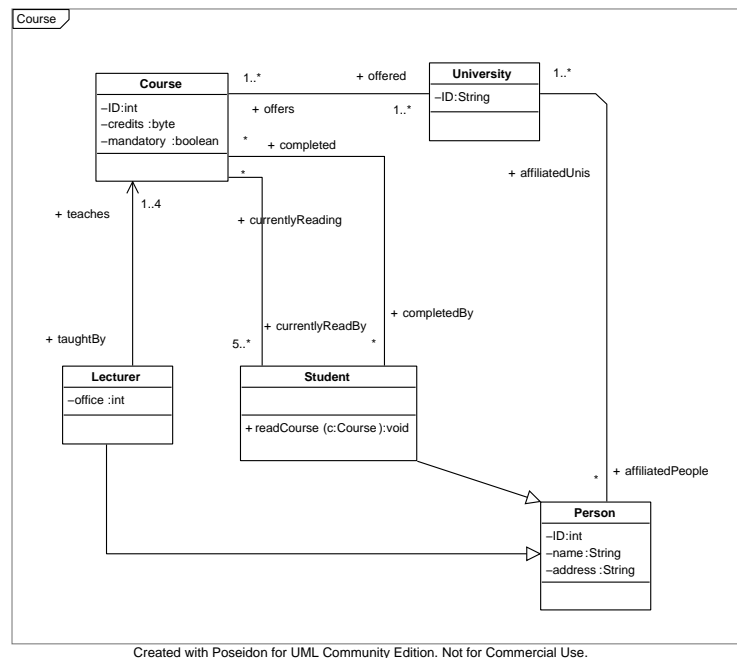 Course
Course
−ID:int
−credits :byte
−mandatory :boolean
1..*
+ offered
+ offers
1..*
University
−ID:String
1..*
*
+ completed
*
+ affiliatedUnis
+ teaches
1..4
+ currentlyReading
+ taughtBy
+ currentlyReadBy
5..*
+ completedBy
*
Lecturer
−office :int
Student
+ readCourse (c:Course):void
+ affiliatedPeople
*
Person
−ID:int
−name:String
−address :String
Created with Poseidon for UML Community Edition. Not for Commercial Use.